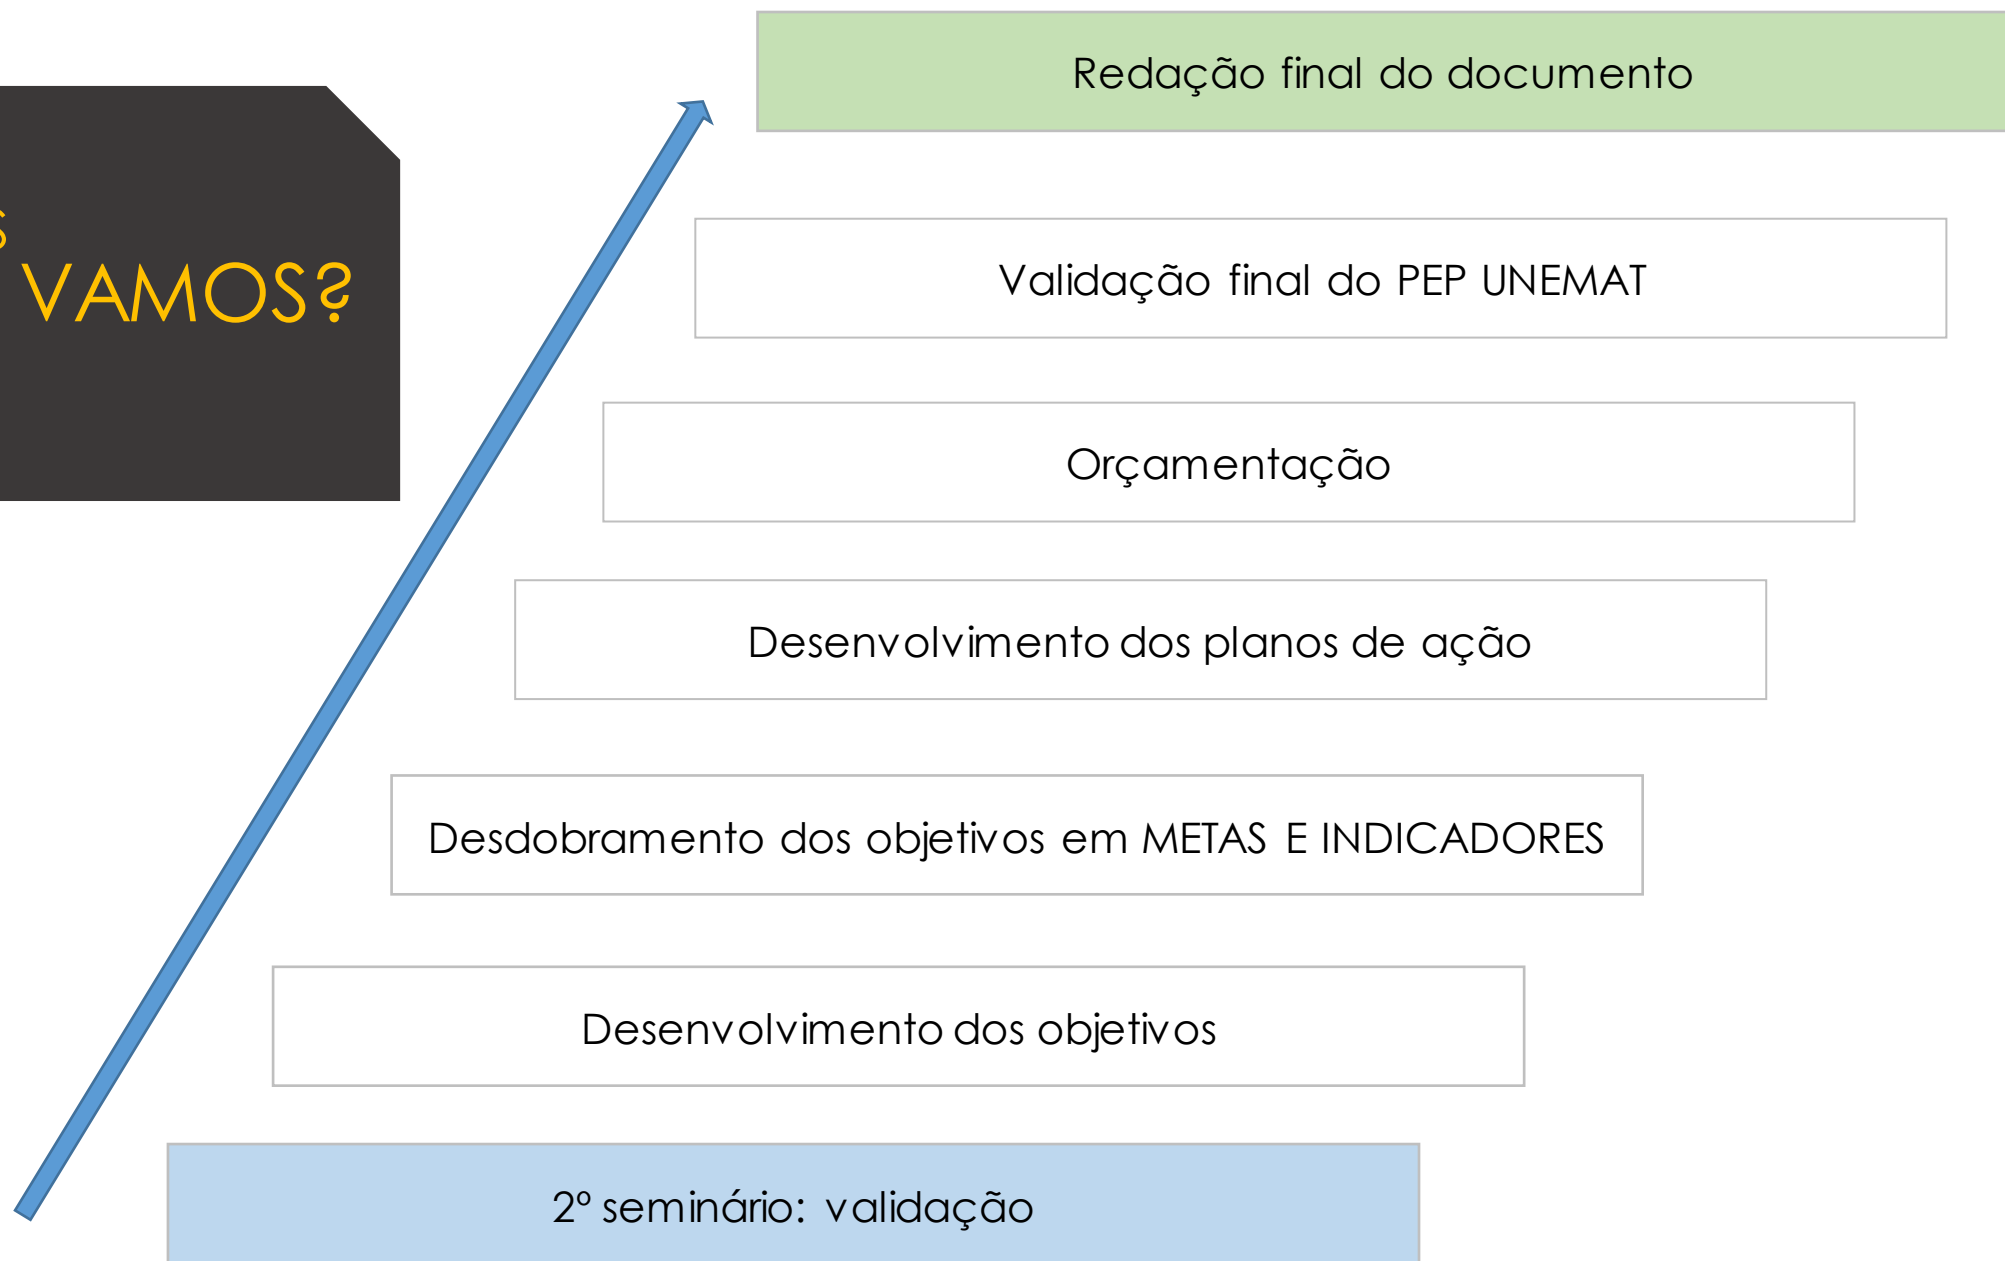 VAMOS?
Redação final do documento
Validação final do PEP UNEMAT
Orçamentação
Desenvolvimento dos planos de ação
Desdobramento dos objetivos em METAS E INDICADORES
Desenvolvimento dos objetivos
2º seminário: validação